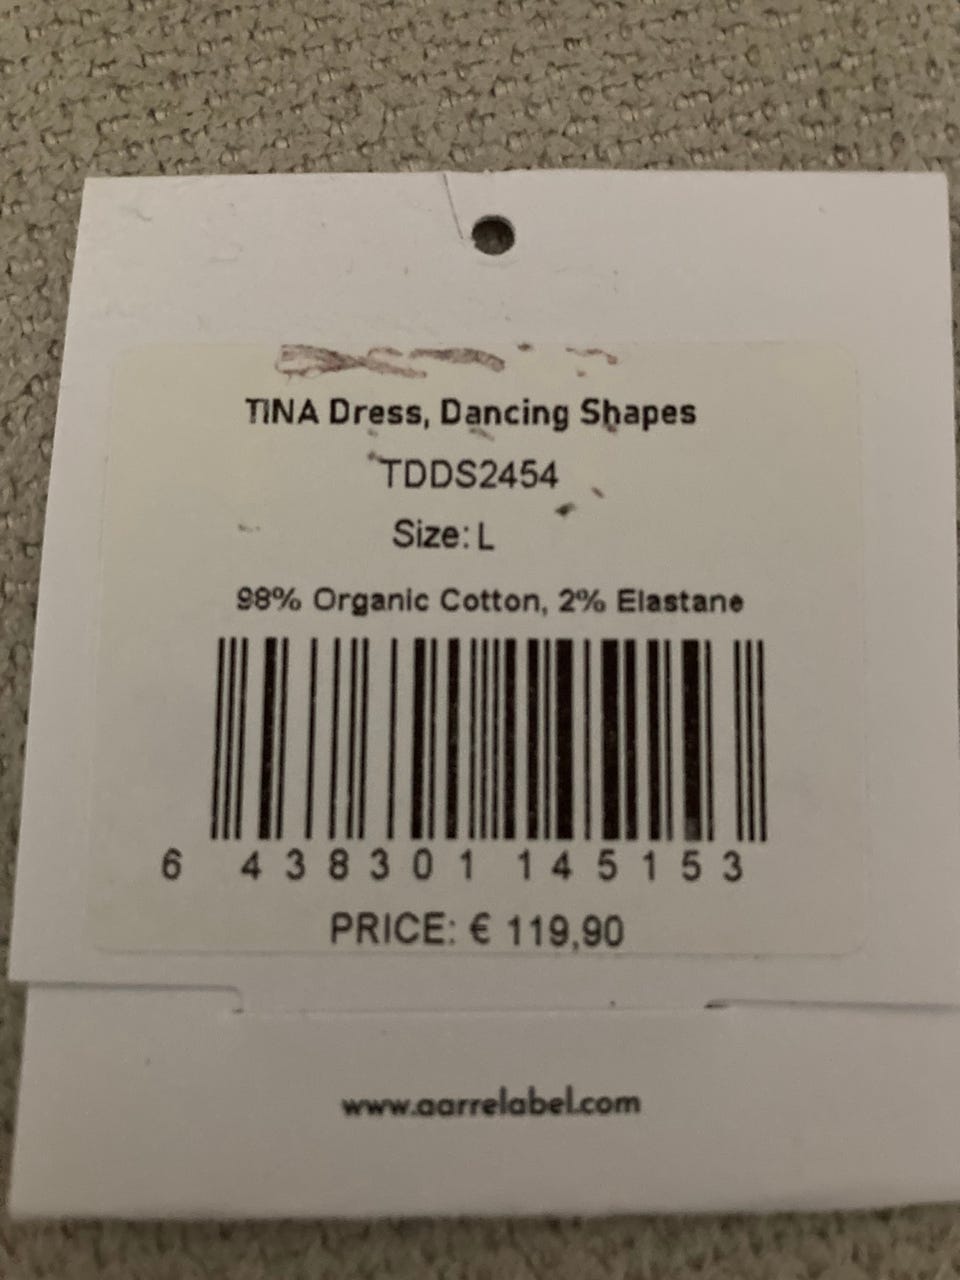 TINA Dress, Dancing Shapes
TDDS2454
Size: L
98% Organic Cotton, 2% Elastane
6 438301 145153
PRICE: € 119,90
www.aarrelabel.com